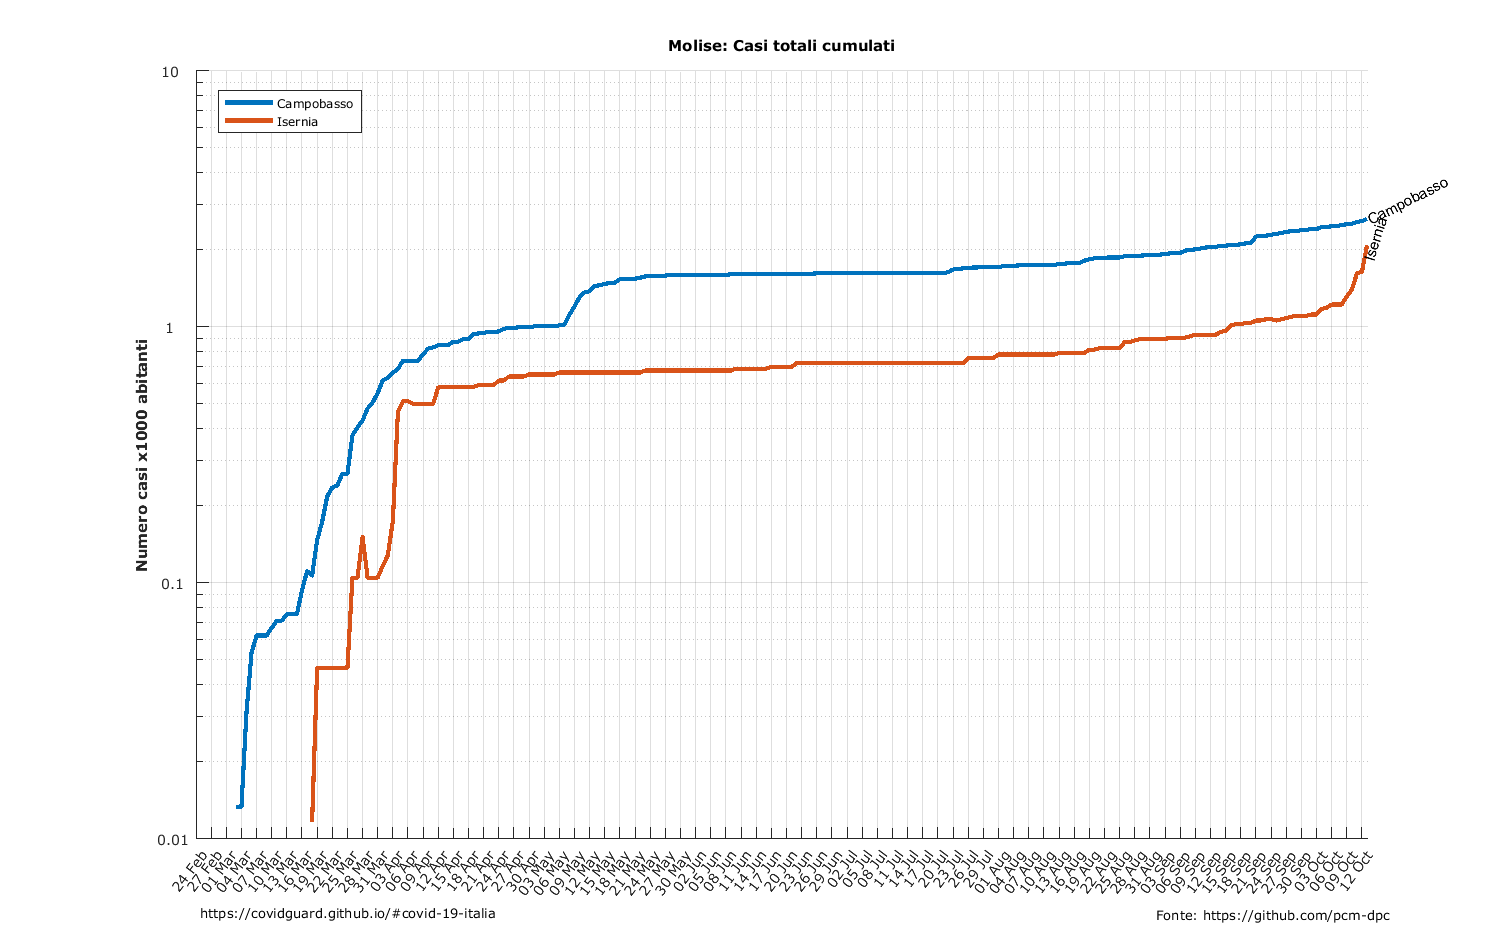 Molise: Casi totali cumulati
Campobasso
Isernia
Numero casi x1000 abitanti
10
1
0.1
0.01
Campobasso
Isernia
24 Feb
27 Feb
01 Mar
04 Mar
07 Mar
10 Mar
13 Mar
16 Mar
19 Mar
22 Mar
25 Mar
28 Mar
31 Mar
03 Apr
06 Apr
09 Apr
12 Apr
15 Apr
18 Apr
21 Apr
24 Apr
27 Apr
30 Apr
03 May
06 May
09 May
12 May
15 May
18 May
21 May
24 May
27 May
30 May
02 Jun
05 Jun
08 Jun
11 Jun
14 Jun
17 Jun
20 Jun
23 Jun
26 Jun
29 Jun
02 Jul
05 Jul
08 Jul
11 Jul
14 Jul
17 Jul
20 Jul
23 Jul
26 Jul
29 Jul
01 Aug
04 Aug
07 Aug
10 Aug
13 Aug
16 Aug
19 Aug
22 Aug
25 Aug
28 Aug
31 Aug
03 Sep
06 Sep
09 Sep
12 Sep
15 Sep
18 Sep
21 Sep
24 Sep
27 Sep
30 Sep
03 Oct
06 Oct
09 Oct
12 Oct
https://covidguard.github.io/#covid-19-italia
Fonte: https://github.com/pcm-dpc